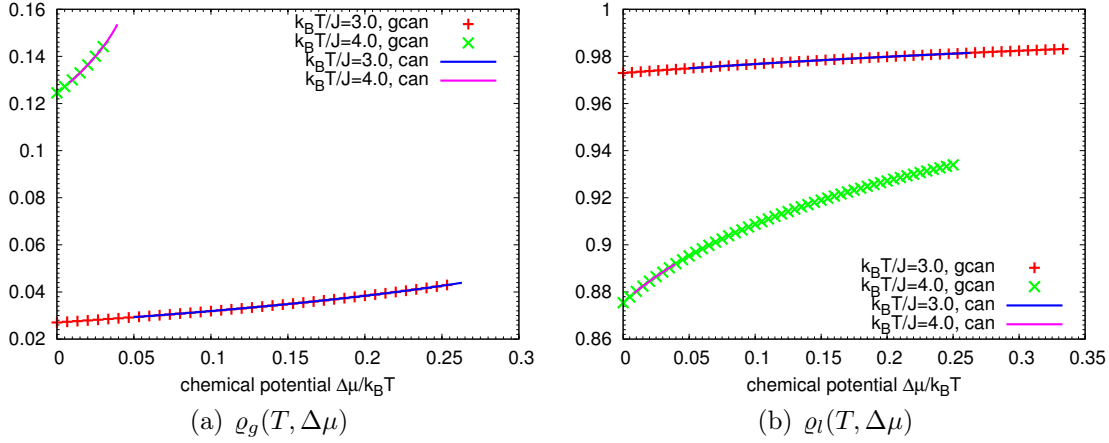 0.16
0.14
0.12
0.1
0.08
0.06
0.04
0.02
0
0.05
0.1
0.15
0.2
0.25
0.3
chemical potential Δμ/k_BT
k_BT/J=3.0, gcan
k_BT/J=4.0, gcan
k_BT/J=3.0, can
k_BT/J=4.0, can
(a) ϱ_g(T, Δμ)
1
0.98
0.96
0.94
0.92
0.9
0.88
0.86
0
0.05
0.1
0.15
0.2
0.25
0.3
0.35
chemical potential Δμ/k_BT
k_BT/J=3.0, gcan
k_BT/J=4.0, gcan
k_BT/J=3.0, can
k_BT/J=4.0, can
(b) ϱ_l(T, Δμ)